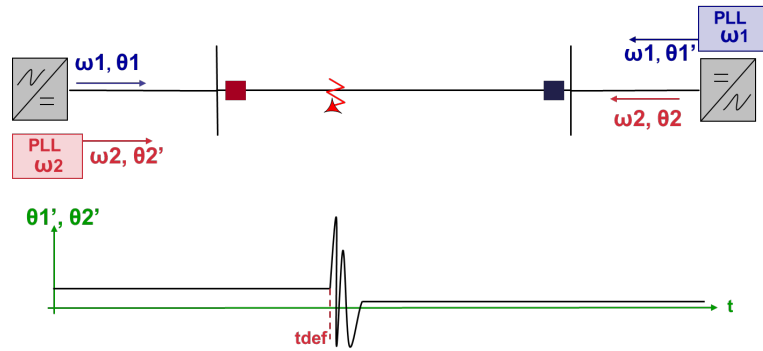 PLL
ω1
ω1, θ1
ω1, θ1’
PLL
ω2
ω2, θ2’
ω2, θ2
θ1’, θ2’
tdef
t